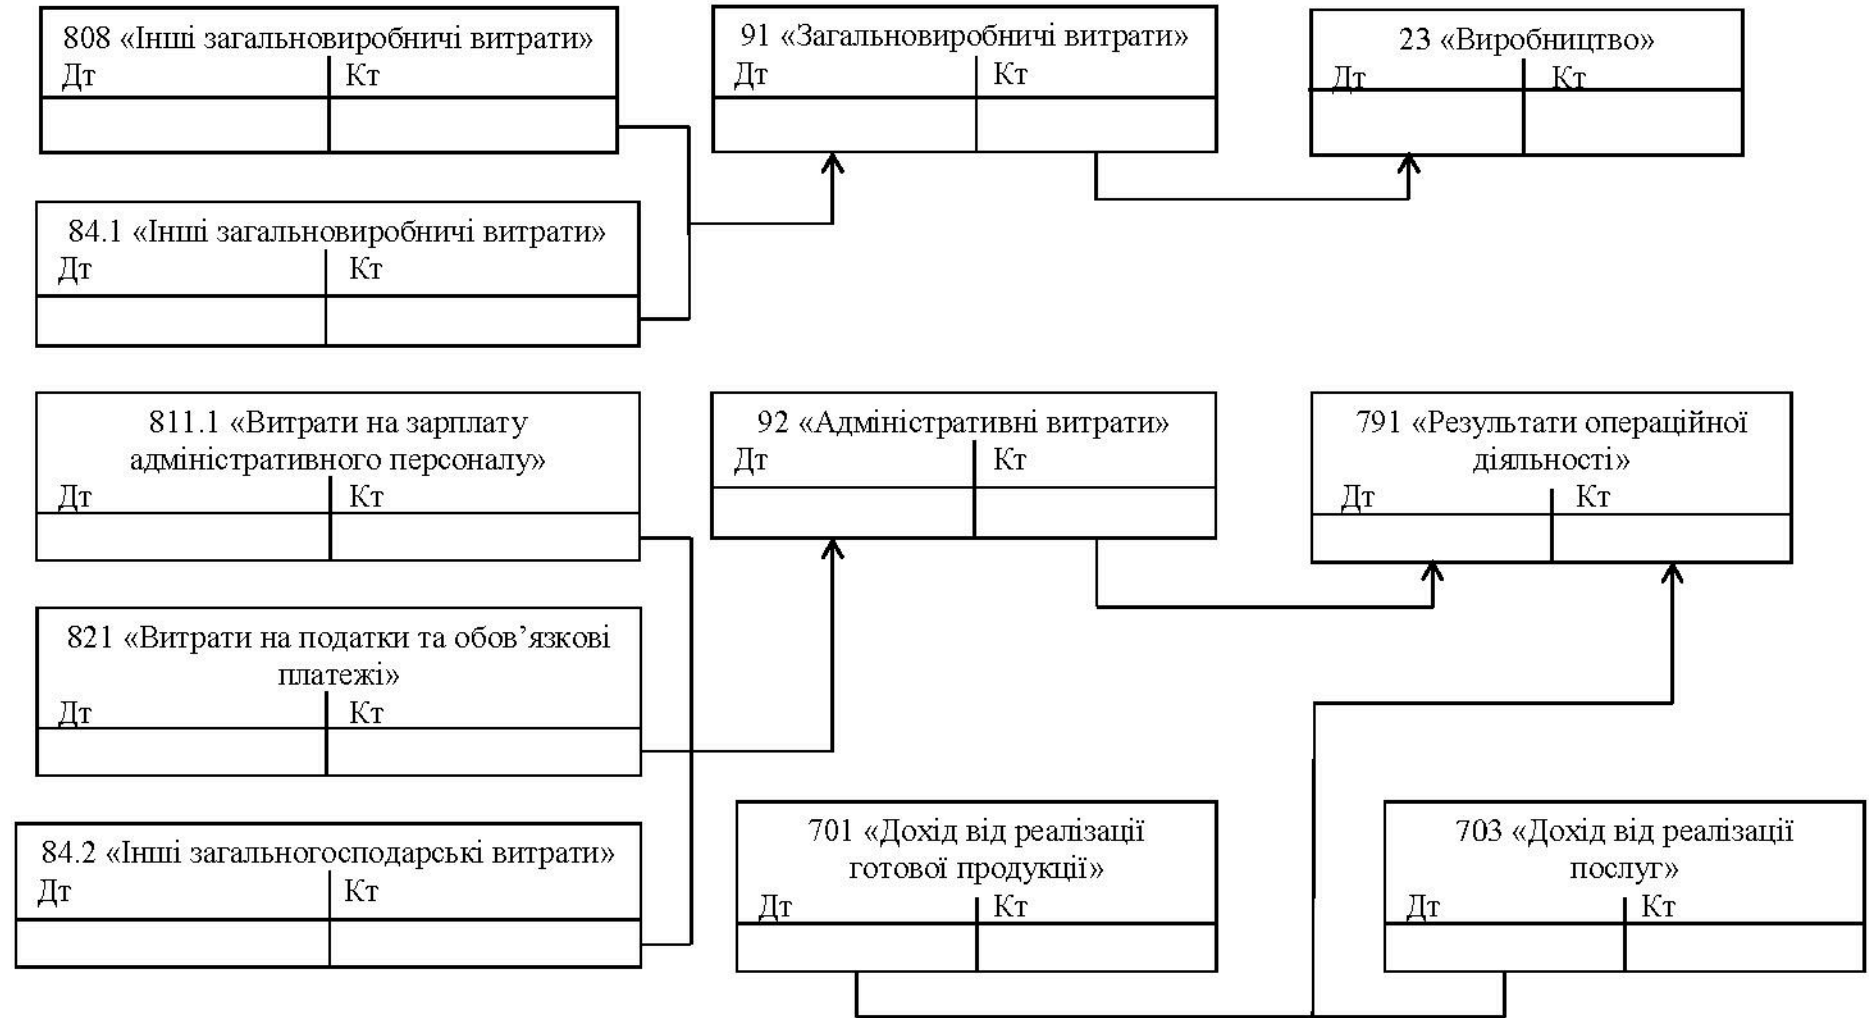 808 «Інші загальновиробничі витрати»
Дт Кт
91 «Загальновиробничі витрати»
Дт Кт
23 «Виробництво»
Дт Кт
84.1 «Інші загальновиробничі витрати»
Дт Кт
811.1 «Витрати на зарплату
адміністративного персоналу»
Дт Кт
92 «Адміністративні витрати»
Дт Кт
791 «Результати операційної
діяльності»
Дт Кт
821 «Витрати на податки та обов’язкові
платежі»
Дт Кт
84.2 «Інші загальногосподарські витрати»
Дт Кт
701 «Дохід від реалізації
готової продукції»
Дт Кт
703 «Дохід від реалізації
послуг»
Дт Кт